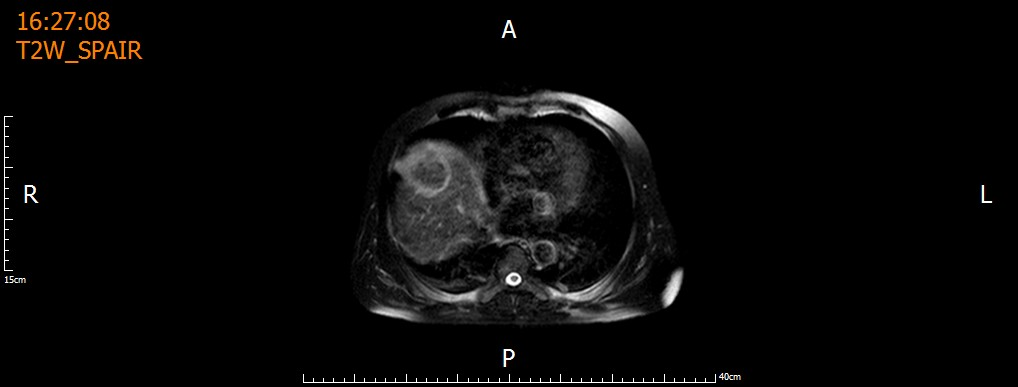 16:27:08
T2W_SPAIR
A
R
L
15cm
P
40cm